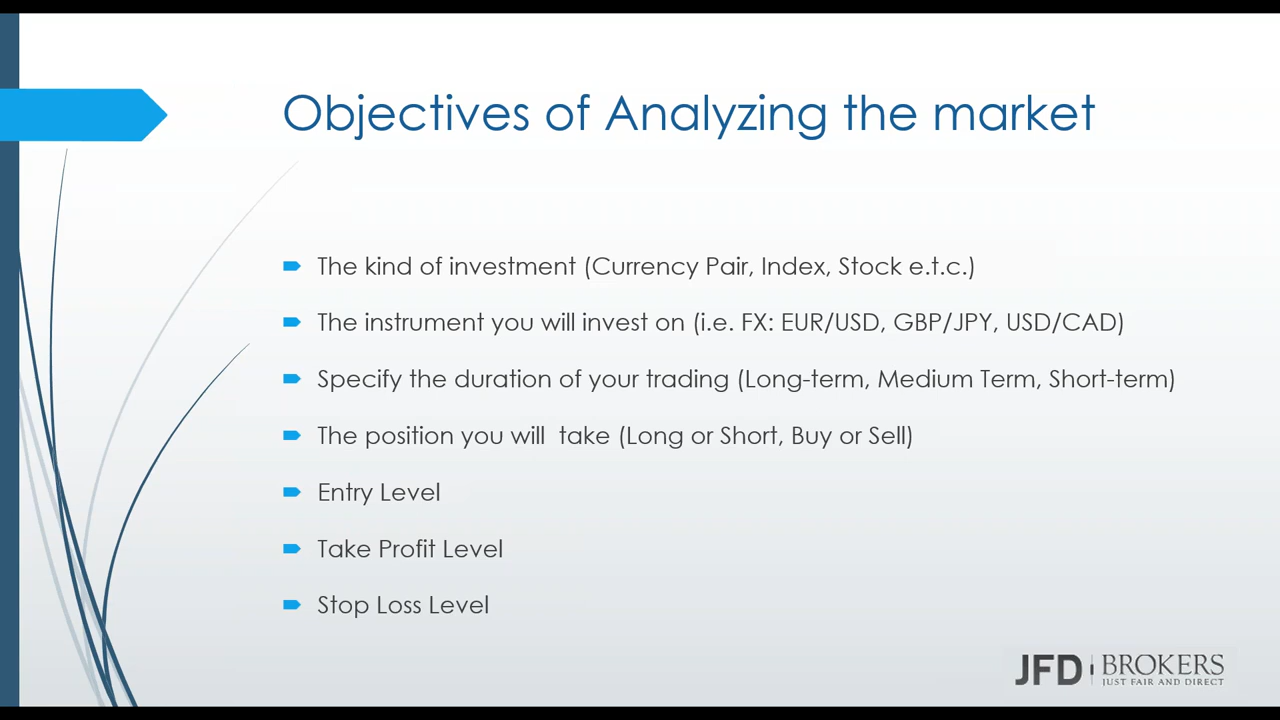 Objectives of Analyzing the market
The kind of investment (Currency Pair, Index, Stock e.t.c.)
The instrument you will invest on (i.e. FX: EUR/USD, GBP/JPY, USD/CAD)
Specify the duration of your trading (Long-term, Medium Term, Short-term)
The position you will  take (Long or Short, Buy or Sell)
Entry Level
Take Profit Level
Stop Loss Level
JFD BROKERS
JUST FAIR AND DIRECT